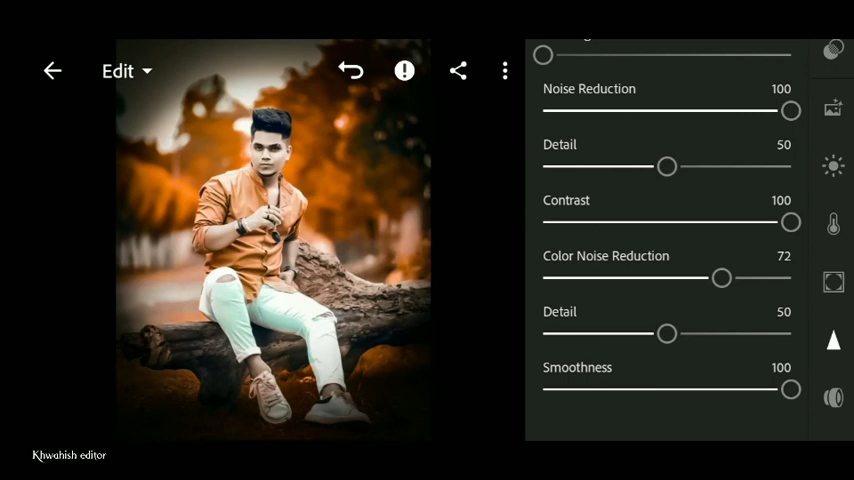 Edit
Noise Reduction 100
Detail 50
Contrast 100
Color Noise Reduction 72
Detail 50
Smoothness 100
Khwahish editor